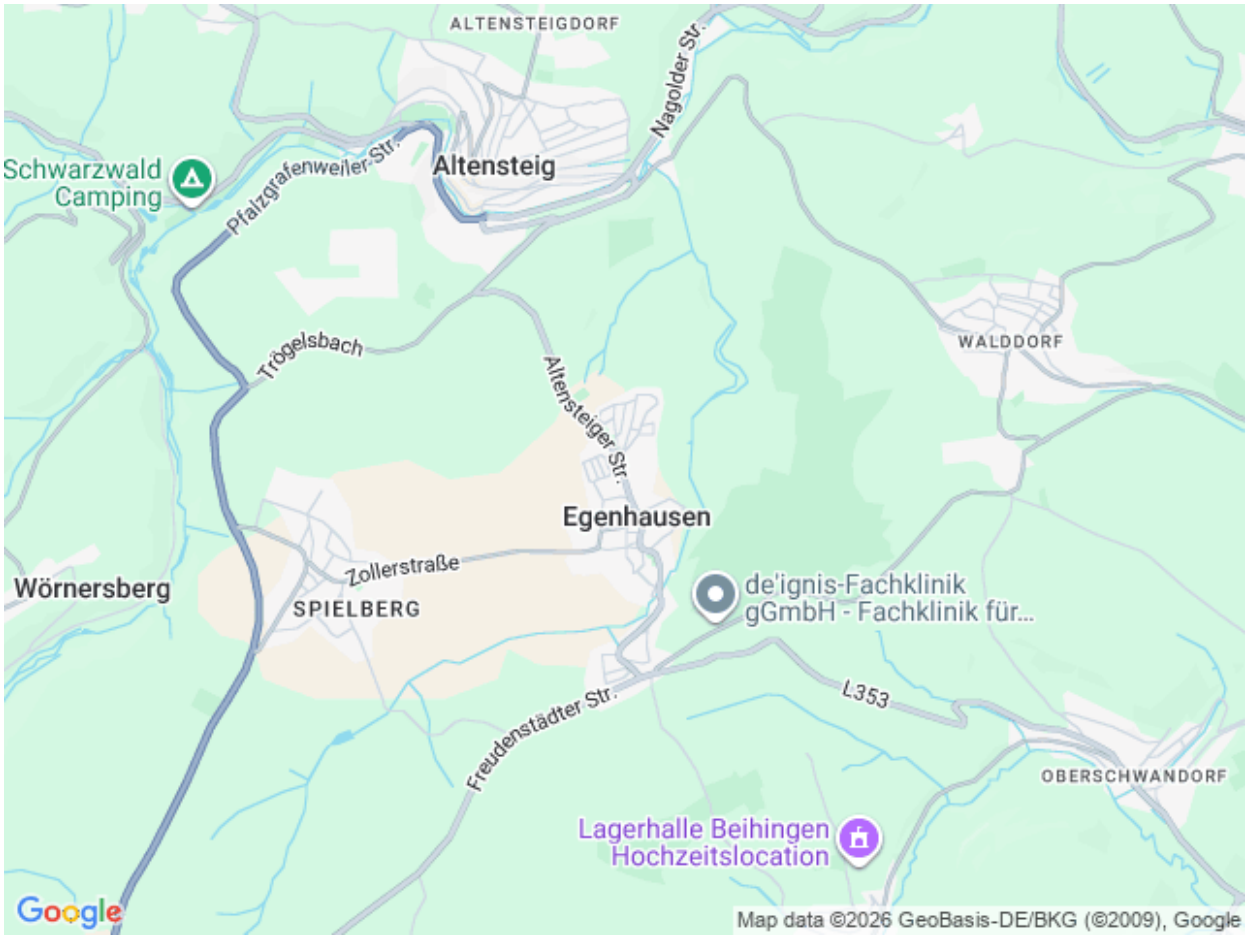 ALTENSTEIGDORF
Nagolder Str.
Pfalzgrafenweiler Str.
Altensteig
Schwarzwald
Camping
Trögelsbach
WALDDORF
Altensteiger Str.
Egenhausen
Zollerstraße
Wörnersberg
SPIELBERG
de'ignis-Fachklinik
gGmbH - Fachklinik für...
L353
Freudenstädter Str.
OBERSCHWANDORF
Lagerhalle Beihingen
Hochzeitslocation
Google
Map data ©2026 GeoBasis-DE/BKG (©2009), Google